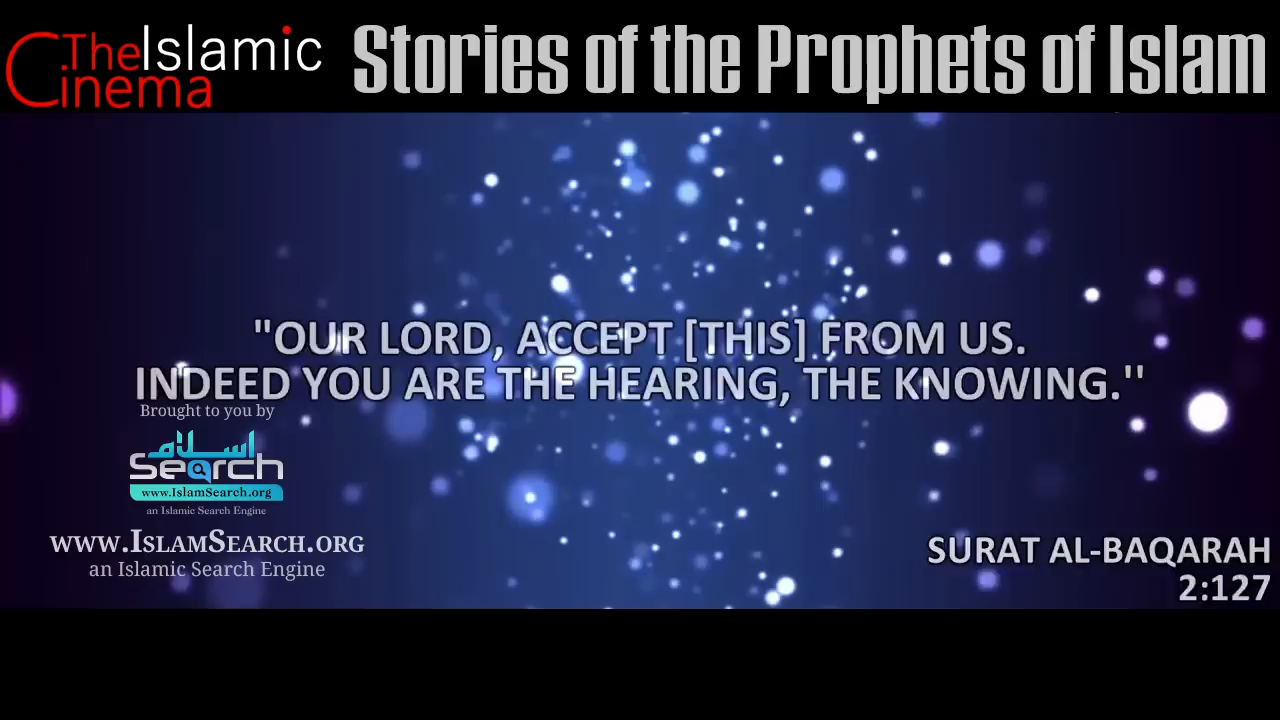 The Islamic
Cinema
Stories of the Prophets of Islam
"OUR LORD, ACCEPT [THIS] FROM US.
INDEED YOU ARE THE HEARING, THE KNOWING."
Brought to you by
اسلام
Search
www.IslamSearch.org
an Islamic Search Engine
www.IslamSearch.org
an Islamic Search Engine
SURAT AL-BAQARAH
2:127